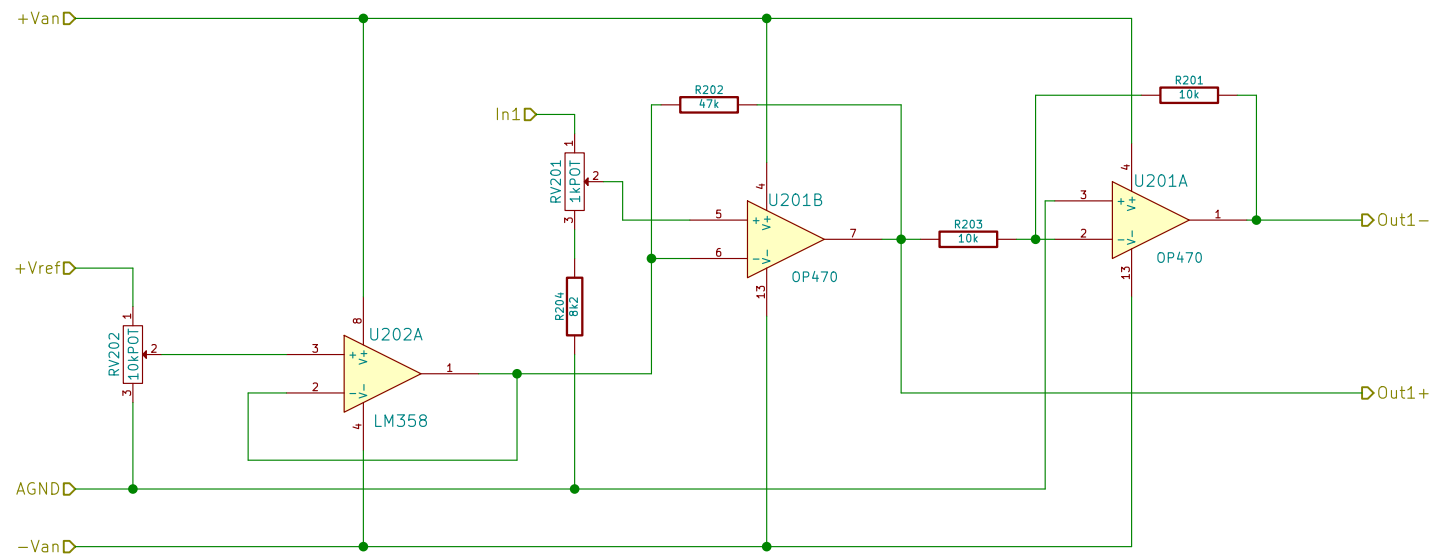 +Van
R202
47k
R201
10k
In1
1
RV201
1kPOT
2
3
4
U201B
5
+
V+
6
−
V−
7
13
OP470
R203
10k
4
U201A
3
+
V+
2
−
V−
1
13
OP470
Out1−
+Vref
1
RV202
10kPOT
2
3
R204
8k2
8
U202A
3
+
V+
2
−
V−
1
4
LM358
Out1+
AGND
−Van